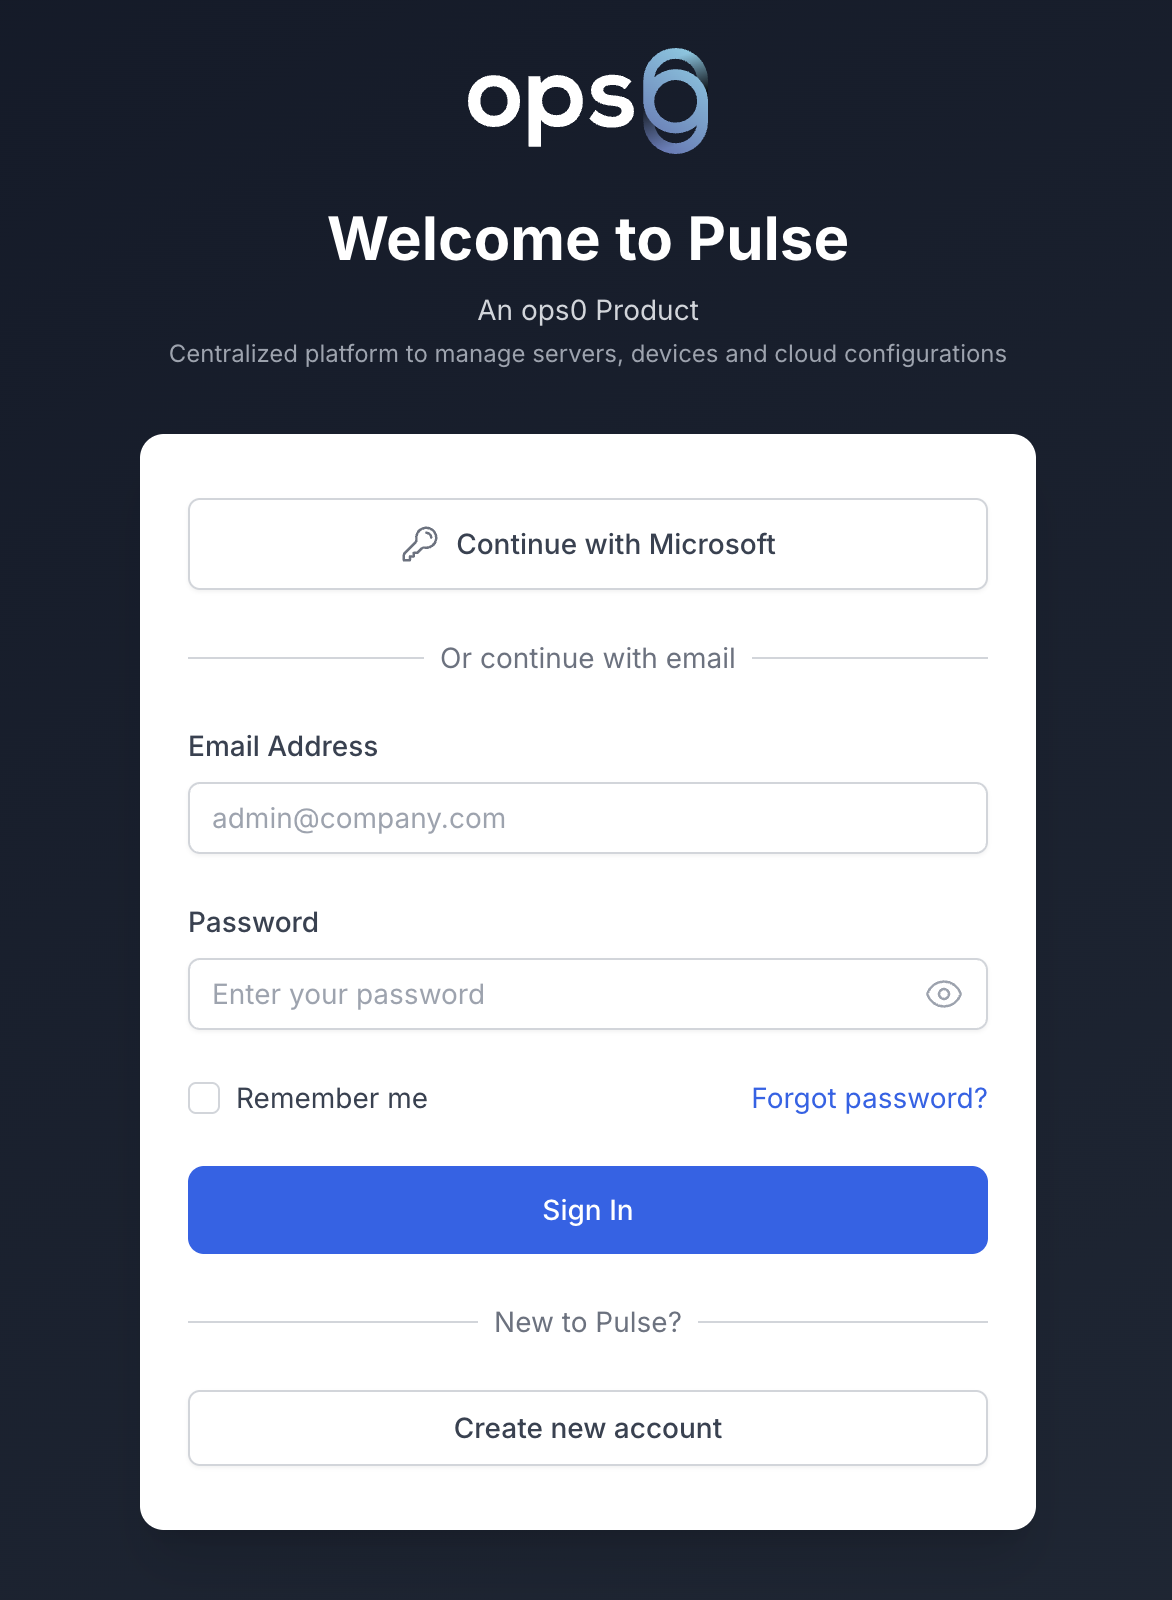 ops0
Welcome to Pulse
An ops0 Product
Centralized platform to manage servers, devices and cloud configurations
Continue with Microsoft
Or continue with email
Email Address
admin@company.com
Password
Enter your password
Remember me Forgot password?
Sign In
New to Pulse?
Create new account